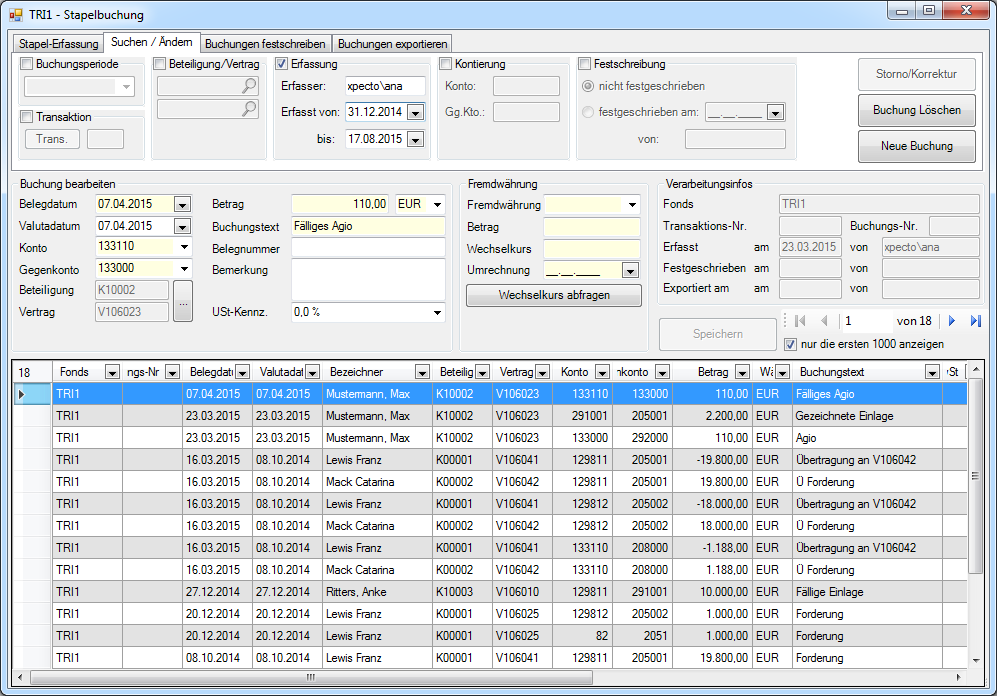 TRI1 - Stapelbuchung
Stapel-Erfassung Suchen / Ändern Buchungen festschreiben Buchungen exportieren
Buchungsperiode Beteiligung/Vertrag Erfassung Kontierung Festschreibung
Erfasser: xpecto\ana Konto: nicht festgeschrieben Storno/Korrektur
Transaktion Erfasst von: 31.12.2014 Gg.Kto.: festgeschrieben am: __.__.____ Buchung Löschen
Trans. bis: 17.08.2015 von: Neue Buchung
Buchung bearbeiten Fremdwährung Verarbeitungsinfos
Belegdatum 07.04.2015 Betrag 110,00 EUR Fremdwährung Fonds TRI1
Valutadatum 07.04.2015 Buchungstext Fälliges Agio Betrag Transaktions-Nr. Buchungs-Nr.
Konto 133110 Belegnummer Wechselkurs Erfasst am 23.03.2015 von xpecto\ana
Gegenkonto 133000 Bemerkung Umrechnung __.__.____ Festgeschrieben am von
Beteiligung K10002 ... Wechselkurs abfragen Exportiert am am von
Vertrag V106023 USt-Kennz. 0,0 %
1 von 18
Speichern nur die ersten 1000 anzeigen
18 Fonds ngs-Nr Belegdatu Valutadat Bezeichner Beteilig Vertrag Konto nkonto Betrag Wä Buchungstext St
TRI1 07.04.2015 07.04.2015 Mustermann, Max K10002 V106023 133110 133000 110,00 EUR Fälliges Agio
TRI1 23.03.2015 23.03.2015 Mustermann, Max K10002 V106023 291001 205001 2.200,00 EUR Gezeichnete Einlage
TRI1 23.03.2015 23.03.2015 Mustermann, Max K10002 V106023 133000 292000 110,00 EUR Agio
TRI1 16.03.2015 08.10.2014 Lewis Franz K00001 V106041 129811 205001 -19.800,00 EUR Übertragung an V106042
TRI1 16.03.2015 08.10.2014 Mack Catarina K00002 V106042 129811 205001 19.800,00 EUR Ü Forderung
TRI1 16.03.2015 08.10.2014 Lewis Franz K00001 V106041 129812 205002 -18.000,00 EUR Übertragung an V106042
TRI1 16.03.2015 08.10.2014 Mack Catarina K00002 V106042 129812 205002 18.000,00 EUR Ü Forderung
TRI1 16.03.2015 08.10.2014 Lewis Franz K00001 V106041 133110 208000 -1.188,00 EUR Übertragung an V106042
TRI1 16.03.2015 08.10.2014 Mack Catarina K00002 V106042 133110 208000 1.188,00 EUR Ü Forderung
TRI1 27.12.2014 27.12.2014 Ritters, Anke K10003 V106010 129811 291001 10.000,00 EUR Fällige Einlage
TRI1 20.12.2014 20.12.2014 Lewis Franz K00001 V106025 129812 205002 1.000,00 EUR Forderung
TRI1 20.12.2014 20.12.2014 Lewis Franz K00001 V106025 82 2051 1.000,00 EUR Forderung
TRI1 08.10.2014 08.10.2014 Lewis Franz K00001 V106041 129811 205001 19.800,00 EUR Forderung